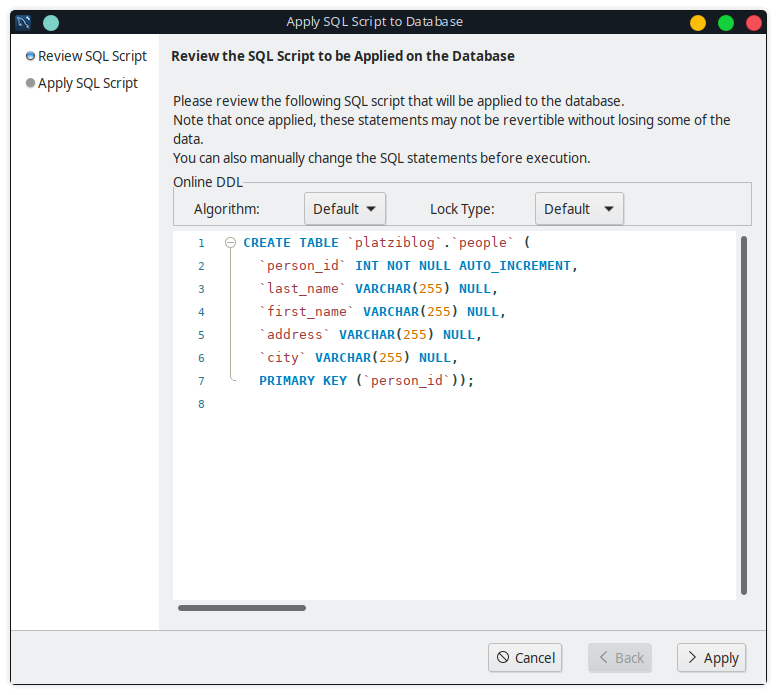 Apply SQL Script to Database
Review SQL Script
Apply SQL Script
Review the SQL Script to be Applied on the Database
Please review the following SQL script that will be applied to the database.
Note that once applied, these statements may not be revertible without losing some of the
data.
You can also manually change the SQL statements before execution.
Online DDL
Algorithm: Default Lock Type: Default
1 CREATE TABLE `platziblog`.`people` (
2 `person_id` INT NOT NULL AUTO_INCREMENT,
3 `last_name` VARCHAR(255) NULL,
4 `first_name` VARCHAR(255) NULL,
5 `address` VARCHAR(255) NULL,
6 `city` VARCHAR(255) NULL,
7 PRIMARY KEY (`person_id`));
8
Cancel Back Apply